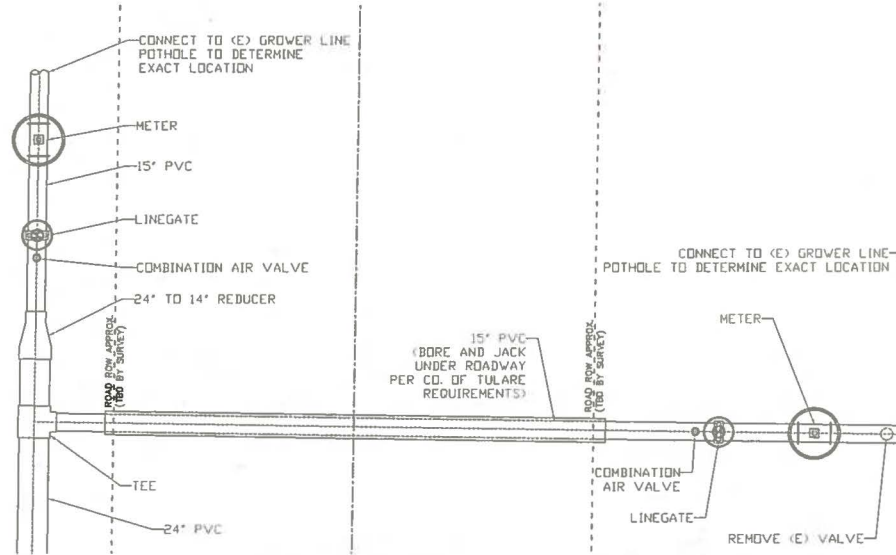 CONNECT TO (E) GROWER LINE
POTHOLE TO DETERMINE
EXACT LOCATION
METER
15" PVC
LINEGATE
COMBINATION AIR VALVE
24" TO 14" REDUCER
ROAD ROW APPROX.
(TBD BY SURVEY)
15" PVC
(BORE AND JACK
UNDER ROADWAY
PER CO. OF TULARE
REQUIREMENTS)
ROAD ROW APPROX.
(TBD BY SURVEY)
CONNECT TO (E) GROWER LINE
POTHOLE TO DETERMINE EXACT LOCATION
METER
TEE
24" PVC
COMBINATION
AIR VALVE
LINEGATE
REMOVE (E) VALVE